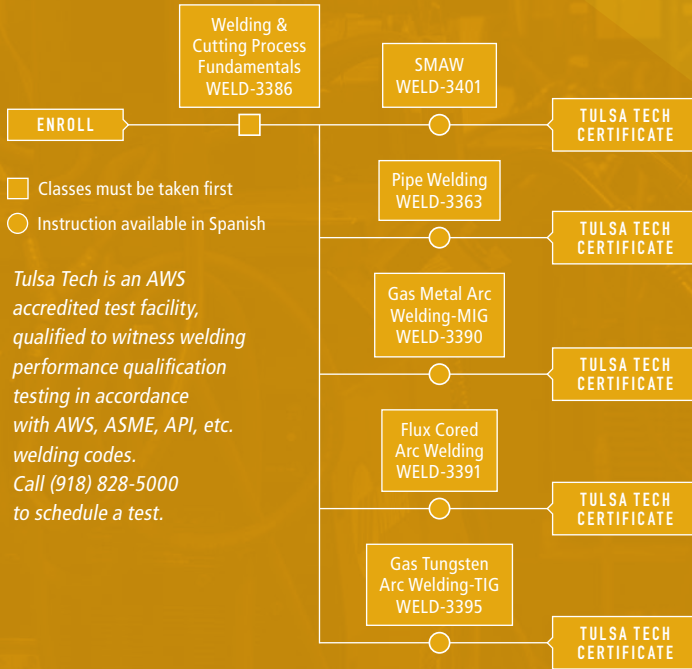 Welding &
Cutting Process
Fundamentals
WELD-3386
SMAW
WELD-3401
ENROLL
TULSA TECH
CERTIFICATE
Classes must be taken first
Instruction available in Spanish
Pipe Welding
WELD-3363
TULSA TECH
CERTIFICATE
Tulsa Tech is an AWS
accredited test facility,
qualified to witness welding
performance qualification
testing in accordance
with AWS, ASME, API, etc.
welding codes.
Call (918) 828-5000
to schedule a test.
Gas Metal Arc
Welding-MIG
WELD-3390
TULSA TECH
CERTIFICATE
Flux Cored
Arc Welding
WELD-3391
TULSA TECH
CERTIFICATE
Gas Tungsten
Arc Welding-TIG
WELD-3395
TULSA TECH
CERTIFICATE